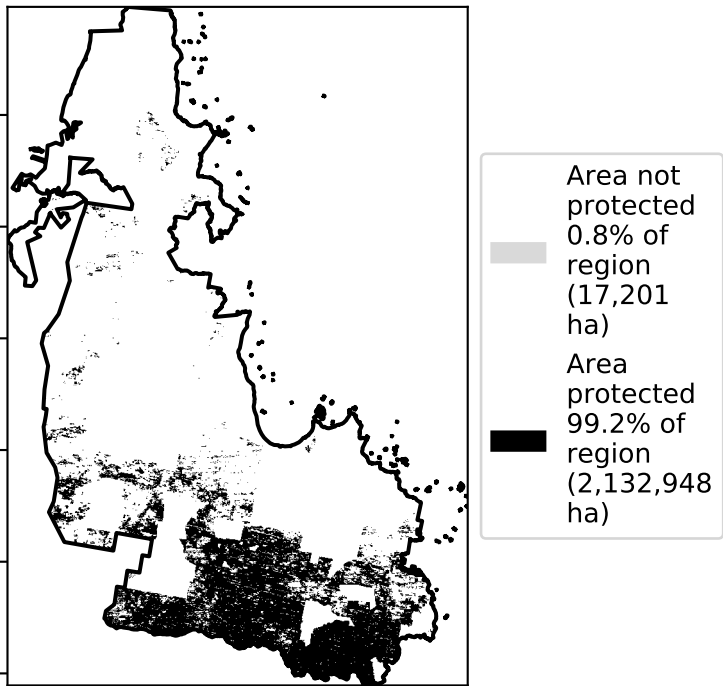 Area not
protected
0.8% of
region
(17,201
ha)
Area
protected
99.2% of
region
(2,132,948
ha)